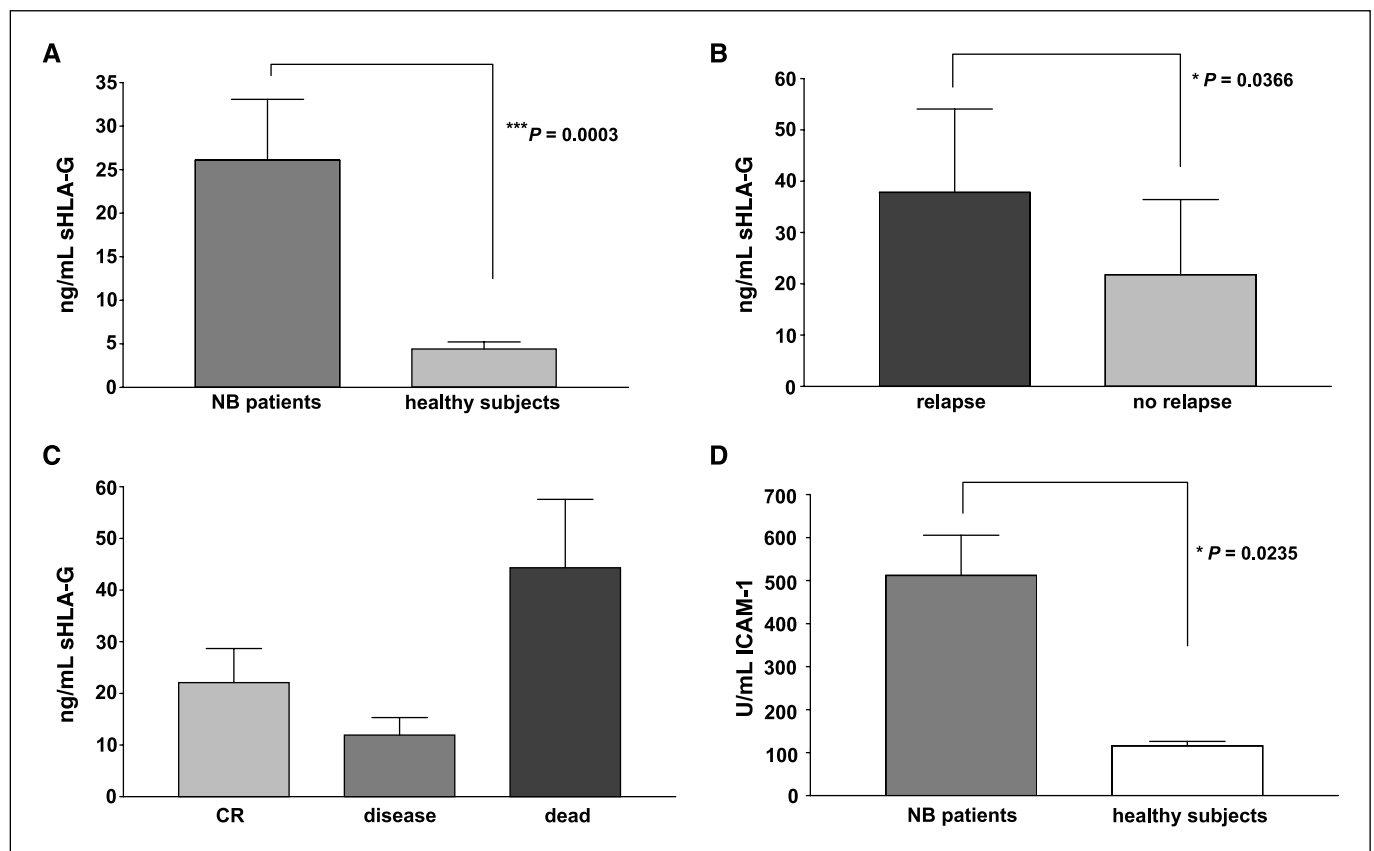 A
ng/mL sHLA-G
35
30
25
20
15
10
5
0
***P = 0.0003
NB patients
healthy subjects
B
ng/mL sHLA-G
60
50
40
30
20
10
0
* P = 0.0366
relapse
no relapse
C
ng/mL sHLA-G
60
50
40
30
20
10
0
CR
disease
dead
D
U/mL ICAM-1
700
600
500
400
300
200
100
0
* P = 0.0235
NB patients
healthy subjects